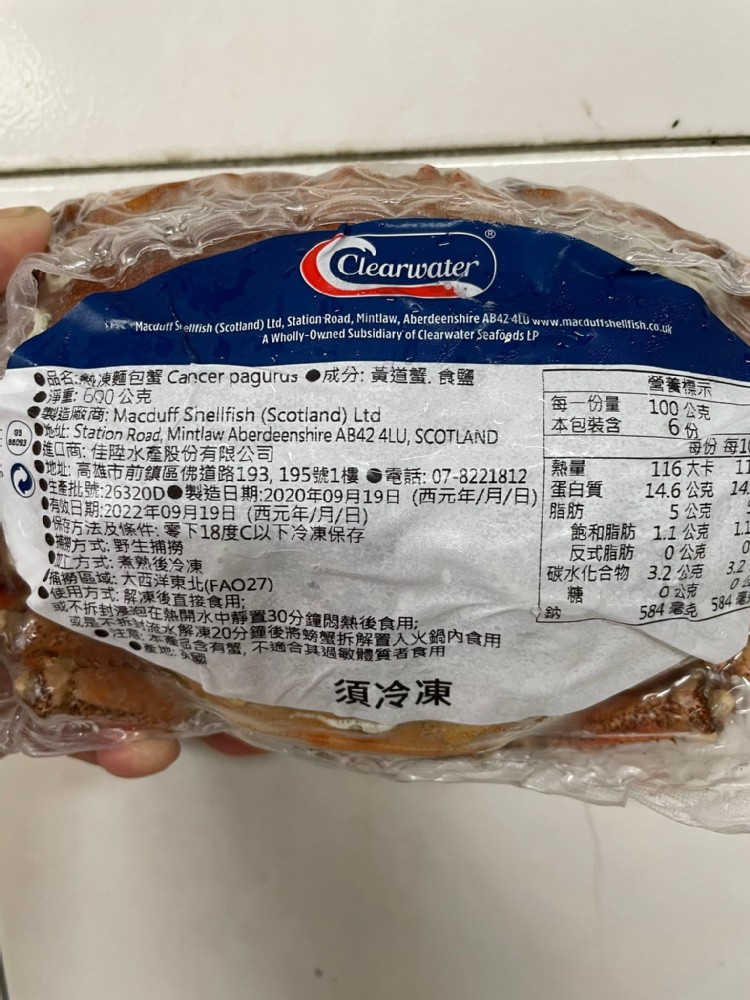 Clearwater®
Macduff Shellfish (Scotland) Ltd, Station Road, Mintlaw, Aberdeenshire AB42 4LU www.macduffshellfish.co.uk
A Wholly-Owned Subsidiary of Clearwater Seafoods LP
●品名:熟凍麵包蟹 Cancer pagurus ●成分: 黃道蟹. 食鹽
●淨重: 600 公克
●製造廠商: Macduff Shellfish (Scotland) Ltd
●地址: Station Road, Mintlaw Aberdeenshire AB42 4LU, SCOTLAND
●進口商: 佳陞水產股份有限公司
●地址: 高雄市前鎮區佛道路193, 195號1樓 ●電話: 07-8221812
●生產批號:26320D●製造日期:2020年09月19日 (西元年/月/日)
●有效日期:2022年09月19日 (西元年/月/日)
●保存方法及條件: 零下18度C以下冷凍保存
●捕撈方式: 野生捕撈
●加工方式: 煮熟後冷凍
●捕撈區域: 大西洋東北(FAO27)
●使用方式: 解凍後直接食用;
或不拆封浸泡在熱開水中靜置30分鐘悶熱後食用;
或是不拆封流水解凍20分鐘後將螃蟹拆解置入火鍋內食用
●注意: 本產品含有蟹, 不適合其過敏體質者食用
●產地: 英國
須冷凍
營養標示
每一份量 100 公克
本包裝含 6 份
每份 每10
熱量 116 大卡 11
蛋白質 14.6 公克 14
脂肪 5 公克
飽和脂肪 1.1 公克 1.1
反式脂肪 0 公克 0
碳水化合物 3.2 公克 3.2
糖 0 公克 0
鈉 584 毫克 584 毫